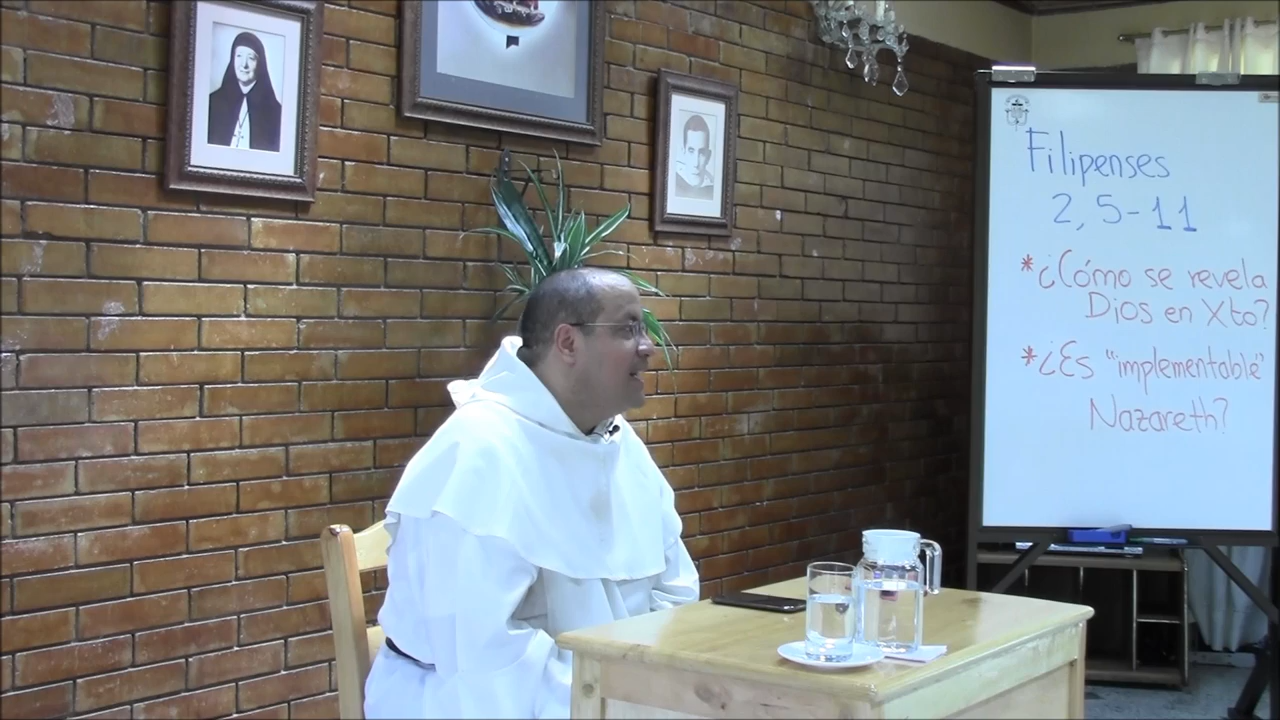 Filipenses
2, 5-11
*¿Cómo se revela
Dios en Xto?
*¿Es "implementable"
Nazareth?